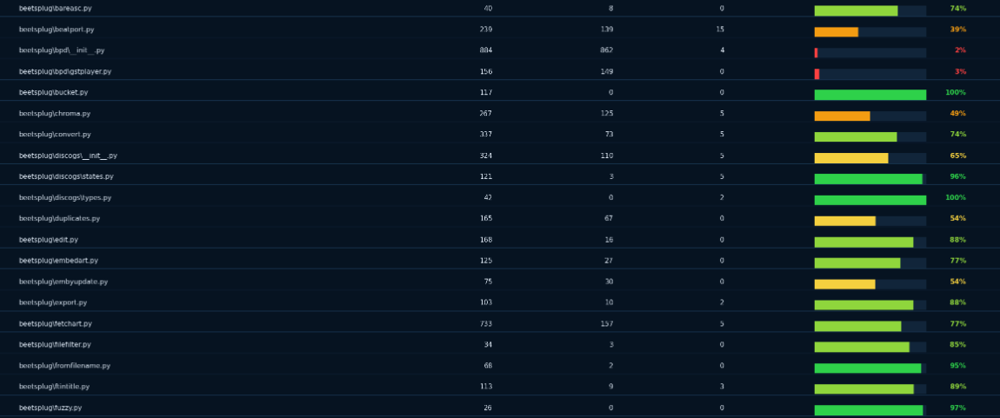 beetsplug\bareasc.py 40 8 0 74%
beetsplug\beatport.py 239 139 15 39%
beetsplug\bpd\__init__.py 884 862 4 2%
beetsplug\bpd\gstplayer.py 156 149 0 3%
beetsplug\bucket.py 117 0 0 100%
beetsplug\chroma.py 267 125 5 49%
beetsplug\convert.py 337 73 5 74%
beetsplug\discogs\__init__.py 324 110 5 65%
beetsplug\discogs\states.py 121 3 5 96%
beetsplug\discogs\types.py 42 0 2 100%
beetsplug\duplicates.py 165 67 0 54%
beetsplug\edit.py 168 16 0 88%
beetsplug\embedart.py 125 27 0 77%
beetsplug\embyupdate.py 75 30 0 54%
beetsplug\export.py 103 10 2 88%
beetsplug\fetchart.py 733 157 5 77%
beetsplug\filefilter.py 34 3 0 85%
beetsplug\fromfilename.py 68 2 0 95%
beetsplug\ftintitle.py 113 9 3 89%
beetsplug\fuzzy.py 26 0 0 97%